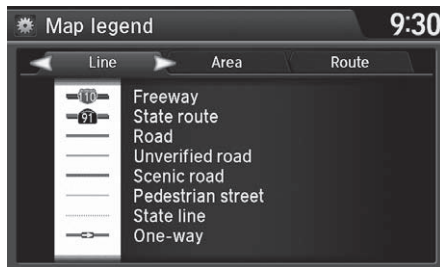 Map legend
9:30
Line Area Route
110 Freeway
91 State route
Road
Unverified road
Scenic road
Pedestrian street
State line
One-way